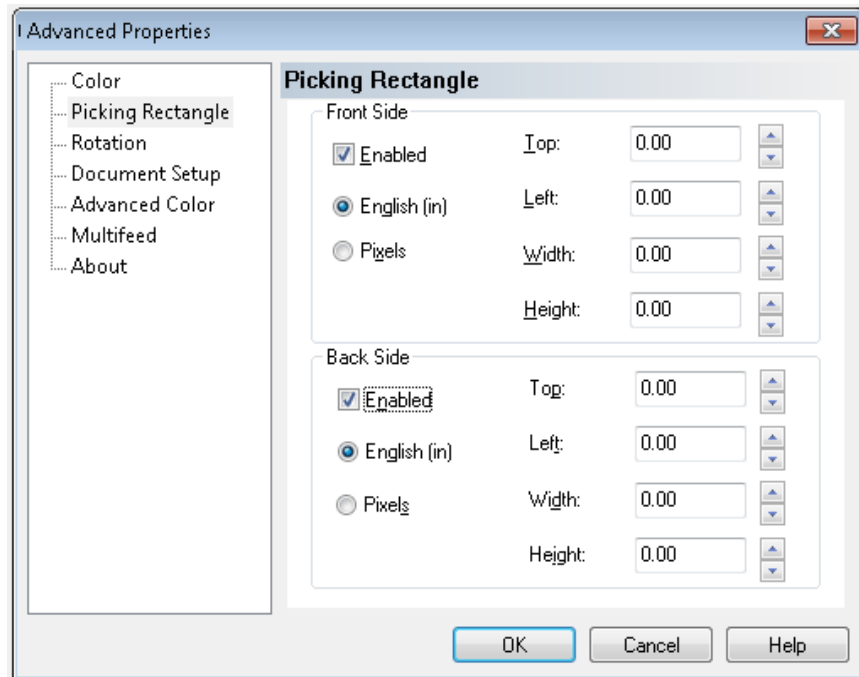 Advanced Properties
Color
Picking Rectangle
Rotation
Document Setup
Advanced Color
Multifeed
About
Picking Rectangle
Front Side
Enabled
Top: 0.00
English (in)
Left: 0.00
Pixels
Width: 0.00
Height: 0.00
Back Side
Enabled
Top: 0.00
English (in)
Left: 0.00
Pixels
Width: 0.00
Height: 0.00
OK Cancel Help